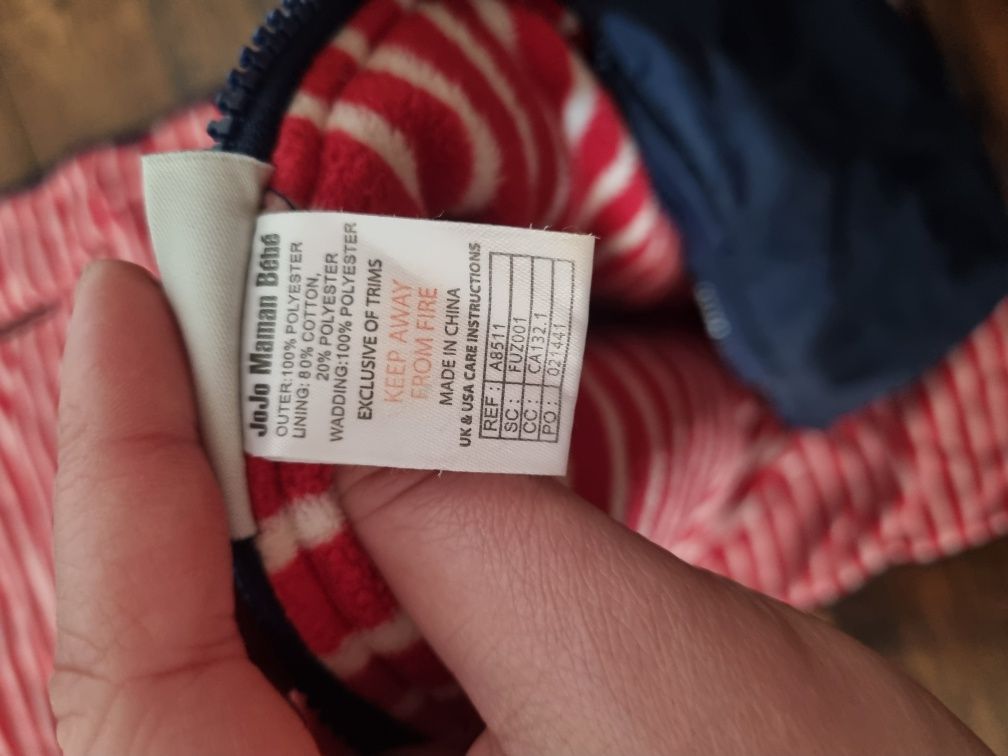 JoJo Maman Bébé
OUTER:100% POLYESTER
LINING: 80% COTTON,
20% POLYESTER
WADDING:100% POLYESTER
EXCLUSIVE OF TRIMS
KEEP AWAY
FROM FIRE
MADE IN CHINA
UK & USA CARE INSTRUCTIONS
REF : A8511
SC : FUZ001
CC : CA132.1
PO : 021441